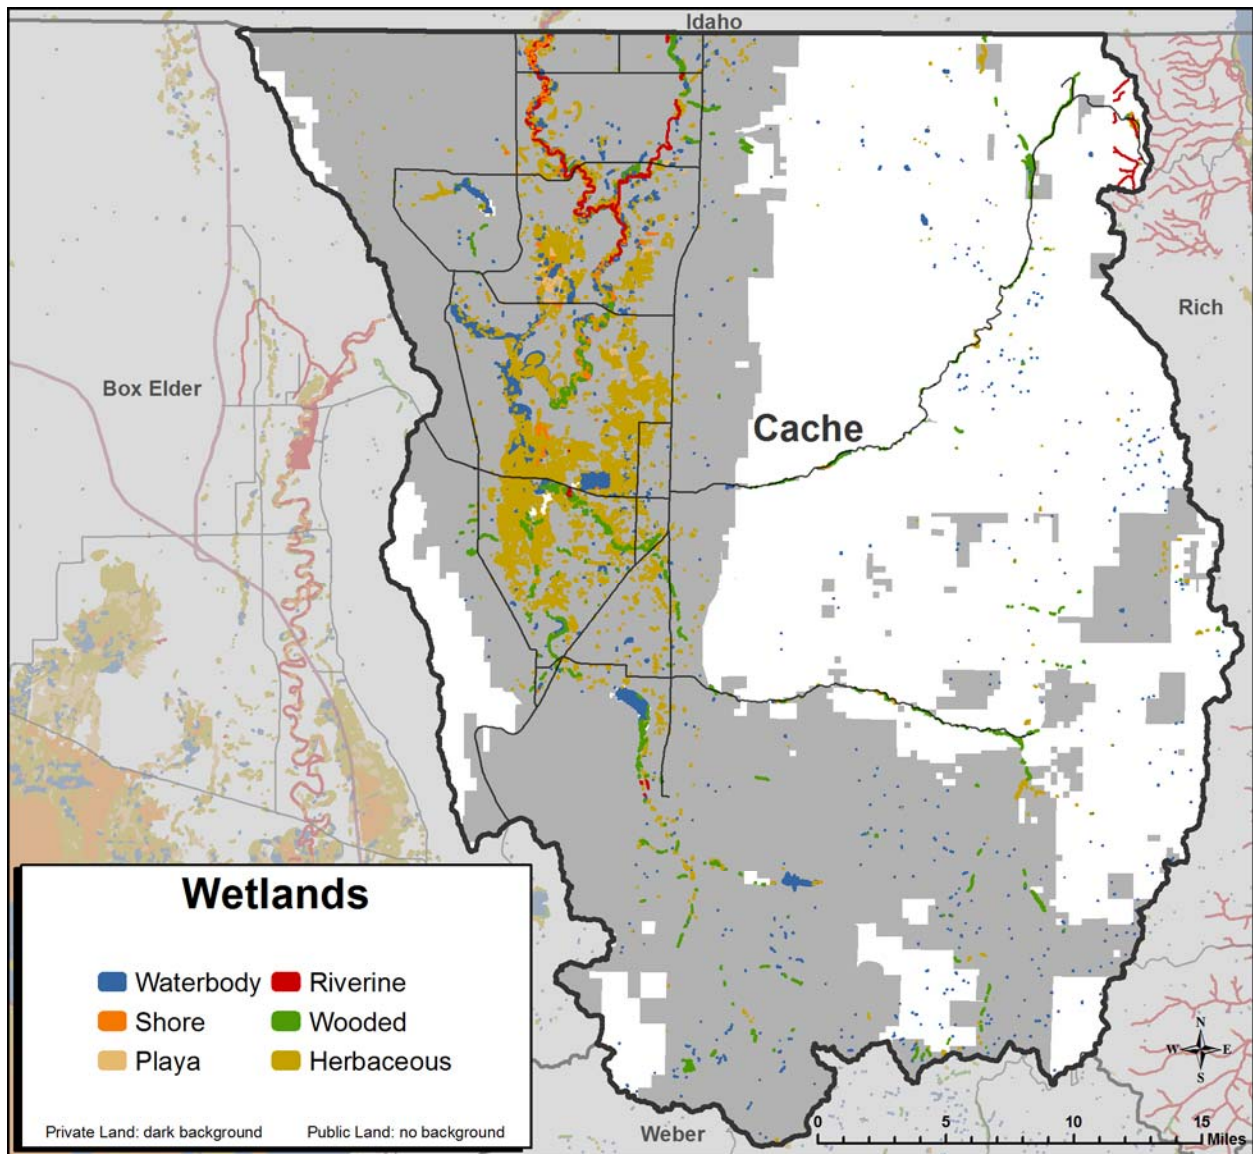 Idaho
Rich
Box Elder
Cache
Wetlands
Waterbody Riverine
Shore Wooded
Playa Herbaceous
Private Land: dark background Public Land: no background
Weber
N
W E
S
0 5 10 15
Miles